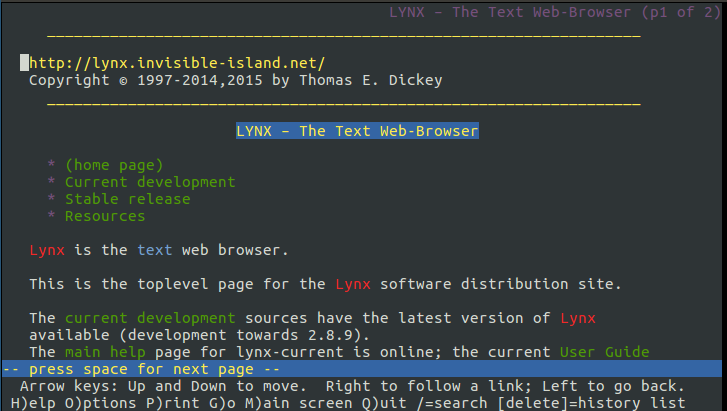 LYNX – The Text Web-Browser (p1 of 2)
http://lynx.invisible-island.net/
Copyright © 1997-2014,2015 by Thomas E. Dickey
LYNX – The Text Web-Browser
* (home page)
* Current development
* Stable release
* Resources
Lynx is the text web browser.
This is the toplevel page for the Lynx software distribution site.
The current development sources have the latest version of Lynx
available (development towards 2.8.9).
The main help page for lynx-current is online; the current User Guide
-- press space for next page --
Arrow keys: Up and Down to move.  Right to follow a link; Left to go back.
H)elp O)ptions P)rint G)o M)ain screen Q)uit /=search [delete]=history list